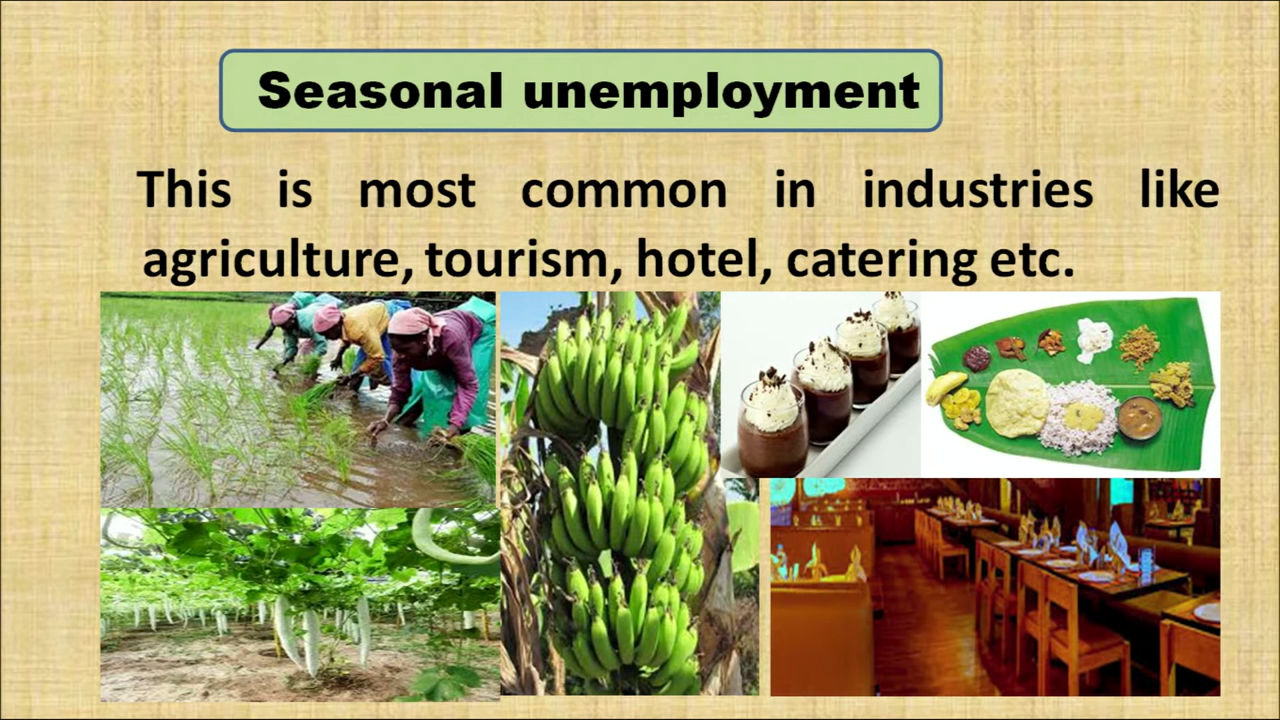 Seasonal unemployment
This is most common in industries like
agriculture, tourism, hotel, catering etc.